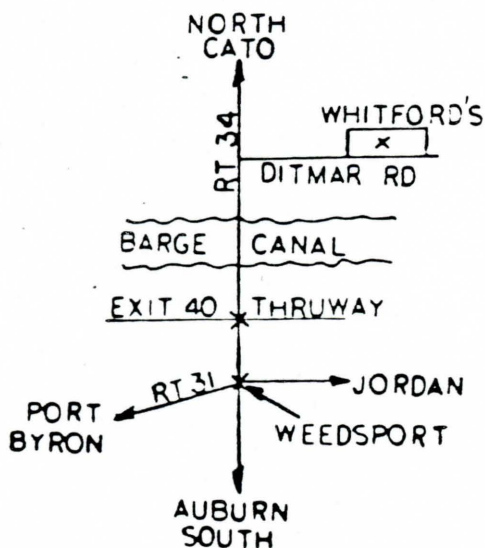 NORTH
CATO
WHITFORD'S
X
RT 34
DITMAR RD
BARGE CANAL
EXIT 40 THRUWAY
RT 31
JORDAN
PORT
BYRON
WEEDSPORT
AUBURN
SOUTH